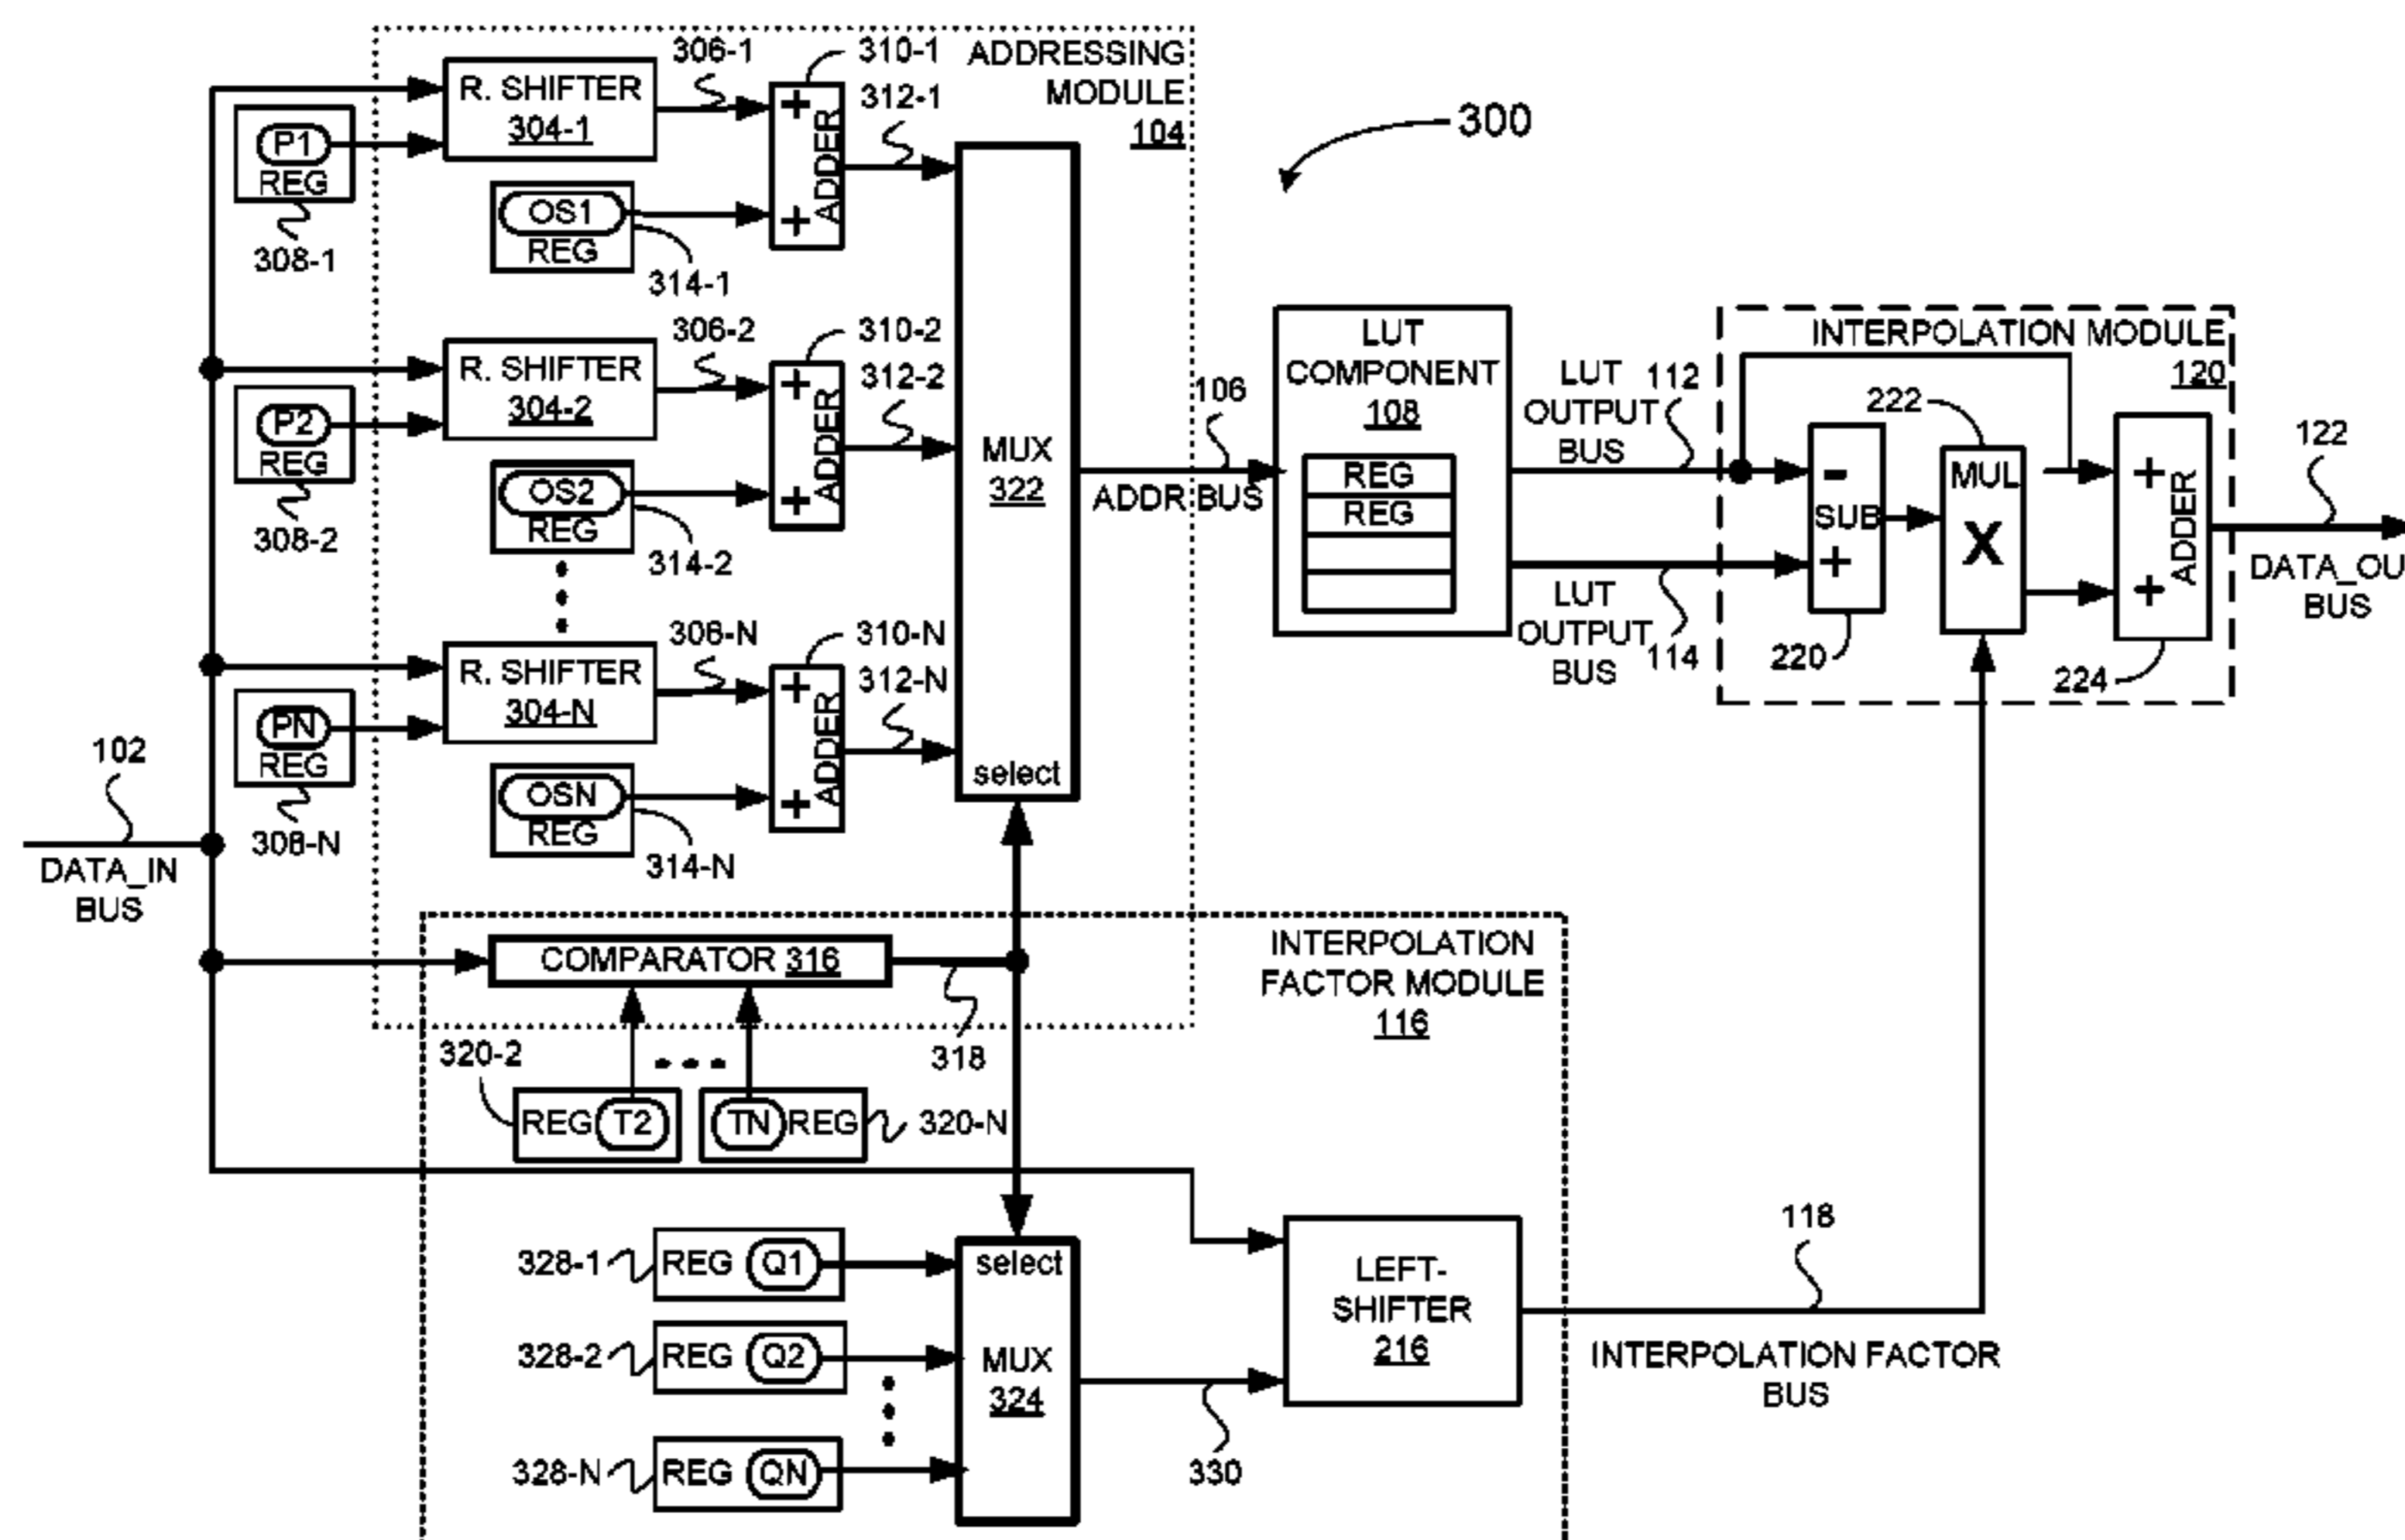 306-1
310-1
ADDRESSING
MODULE
104
R. SHIFTER
304-1
312-1
+
ADDER
+
P1
REG
308-1
OS1
REG
314-1
300
306-2
310-2
R. SHIFTER
304-2
312-2
+
ADDER
+
P2
REG
308-2
OS2
REG
314-2
MUX
322
select
106
ADDR BUS
LUT
COMPONENT
108
REG
REG
LUT
OUTPUT
BUS
112
LUT
OUTPUT
BUS
114
INTERPOLATION MODULE
120
222
-
SUB
+
220
MUL
X
+
ADDER
+
224
122
DATA_OU
BUS
306-N
310-N
R. SHIFTER
304-N
312-N
+
ADDER
+
PN
REG
308-N
OSN
REG
314-N
102
DATA_IN
BUS
COMPARATOR 316
318
INTERPOLATION
FACTOR MODULE
116
320-2
REG T2
TN REG
320-N
328-1
REG Q1
328-2
REG Q2
328-N
REG QN
select
MUX
324
330
LEFT-
SHIFTER
216
118
INTERPOLATION FACTOR
BUS